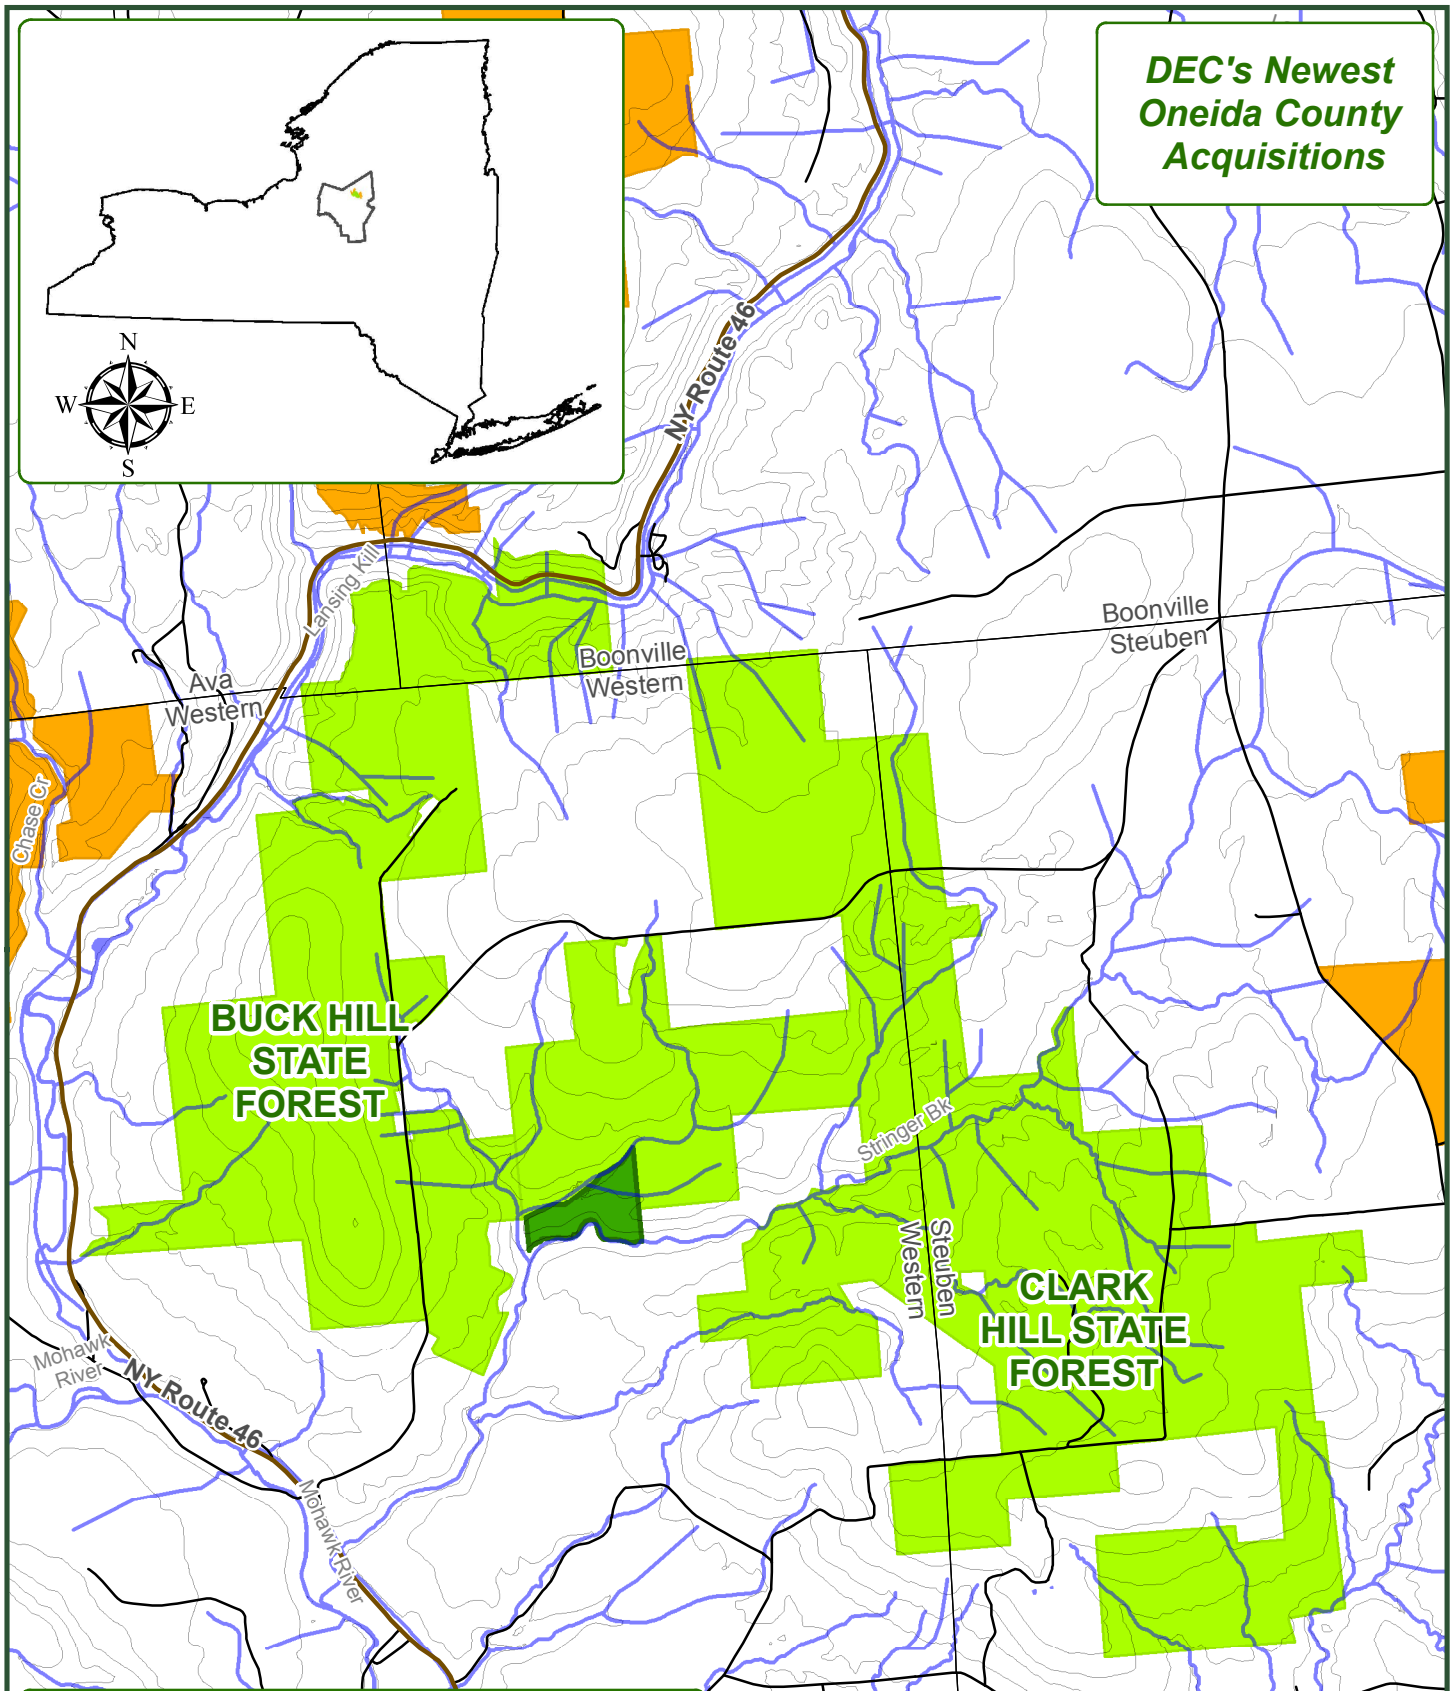 DEC's Newest
Oneida County
Acquisitions
N
W
E
S
NY Route 46
Lansing Kill
Boonville
Steuben
Boonville
Western
Ava
Western
Chase Cr
BUCK HILL
STATE
FOREST
Stringer Bk
Steuben
Western
CLARK
HILL STATE
FOREST
Mohawk
River
NY Route 46
Mohawk River